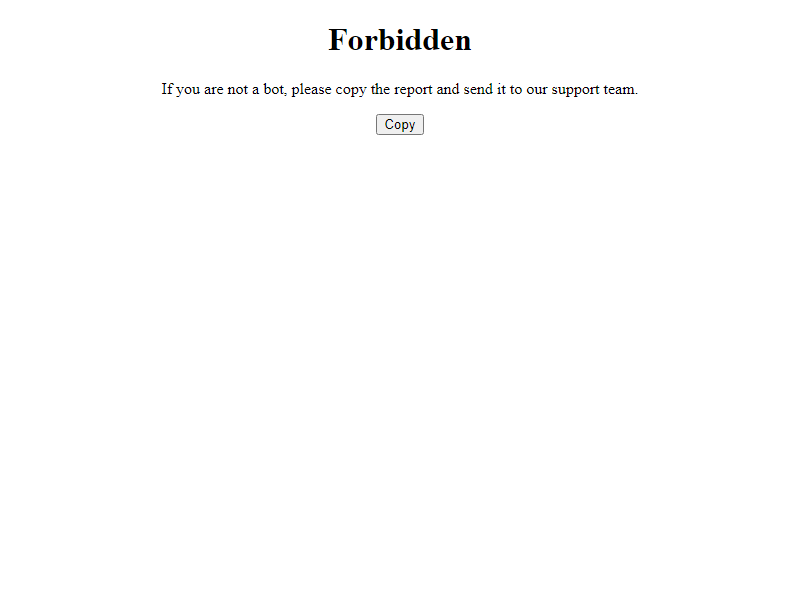 Forbidden
If you are not a bot, please copy the report and send it to our support team.
Copy